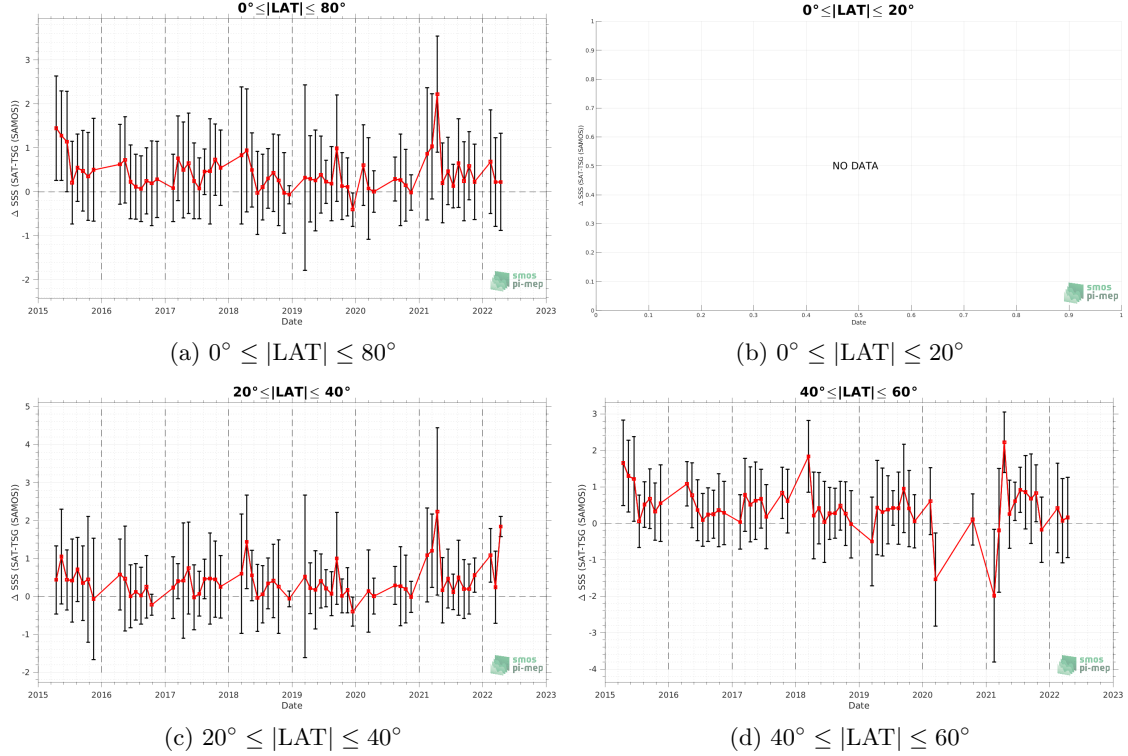 0°≤|LAT|≤ 80°
Δ SSS (SAT-TSG (SAMOS))
3
2
1
0
-1
-2
2015 2016 2017 2018 2019 2020 2021 2022 2023
Date
smos
pi-mep
(a) 0° ≤ |LAT| ≤ 80°
0°≤|LAT|≤ 20°
Δ SSS (SAT-TSG (SAMOS))
1
0.9
0.8
0.7
0.6
0.5
0.4
0.3
0.2
0.1
0
NO DATA
0 0.1 0.2 0.3 0.4 0.5 0.6 0.7 0.8 0.9 1
Date
smos
pi-mep
(b) 0° ≤ |LAT| ≤ 20°
20°≤|LAT|≤ 40°
Δ SSS (SAT-TSG (SAMOS))
5
4
3
2
1
0
-1
-2
2015 2016 2017 2018 2019 2020 2021 2022 2023
Date
smos
pi-mep
(c) 20° ≤ |LAT| ≤ 40°
40°≤|LAT|≤ 60°
Δ SSS (SAT-TSG (SAMOS))
3
2
1
0
-1
-2
-3
-4
2015 2016 2017 2018 2019 2020 2021 2022 2023
Date
smos
pi-mep
(d) 40° ≤ |LAT| ≤ 60°